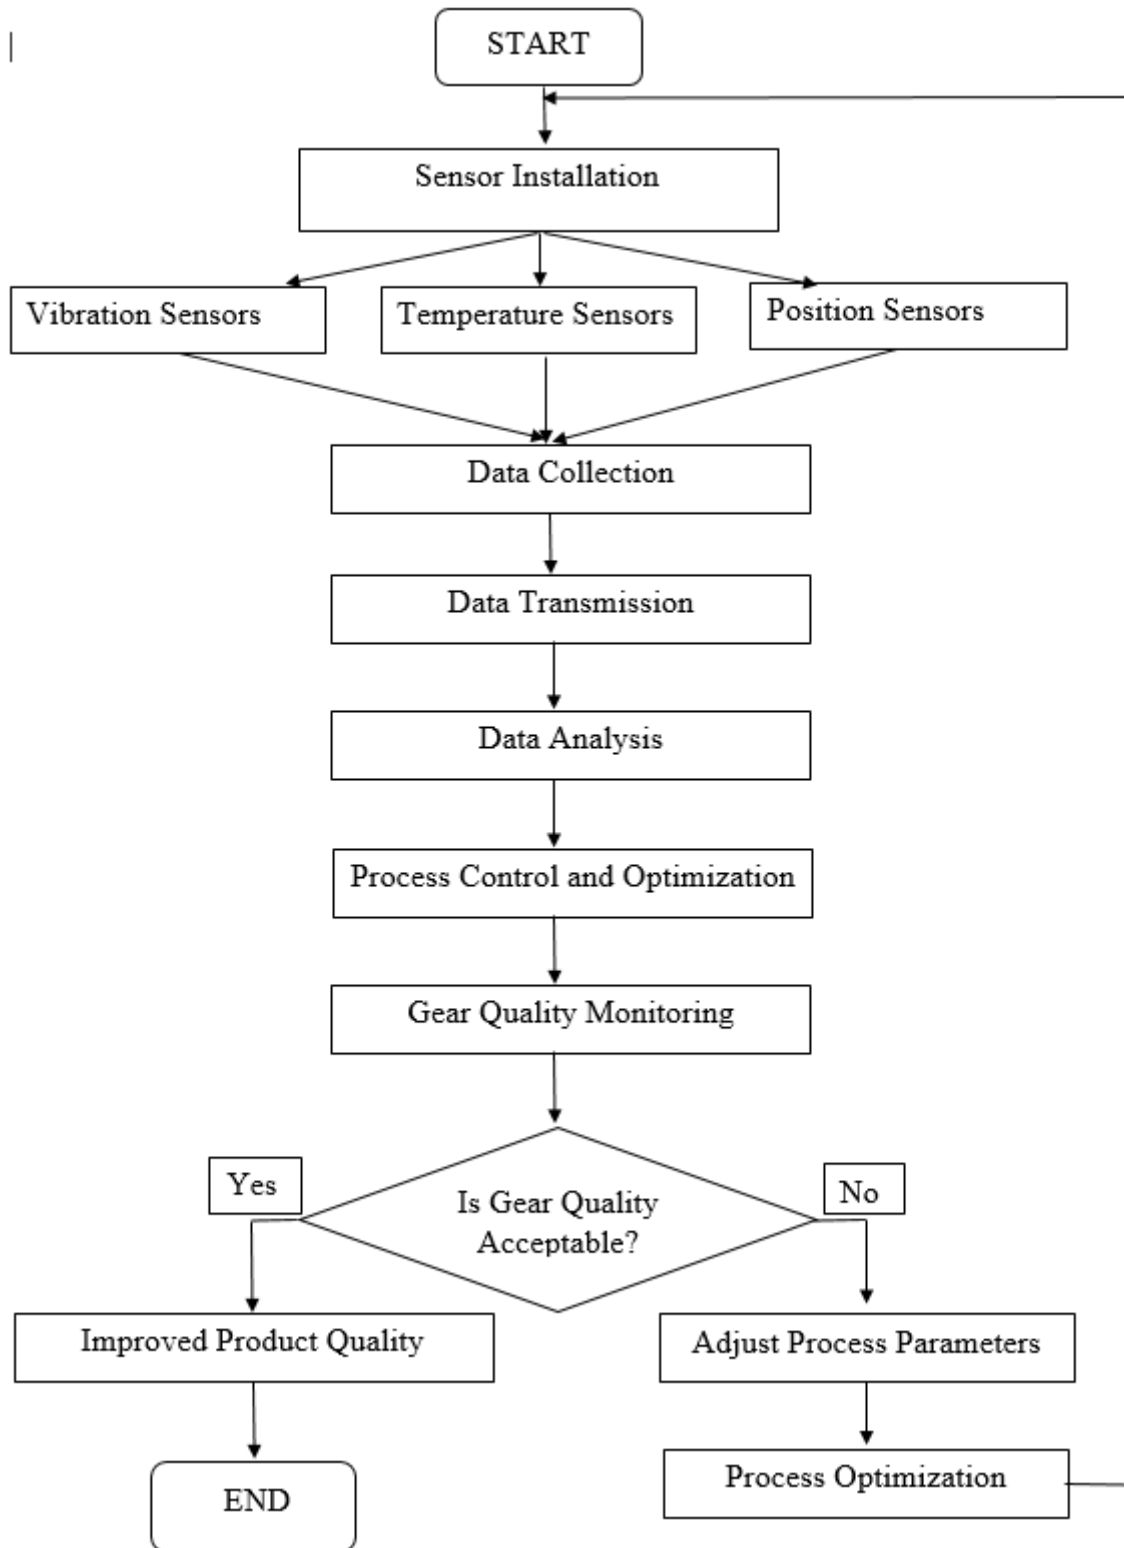 START
Sensor Installation
Vibration Sensors
Temperature Sensors
Position Sensors
Data Collection
Data Transmission
Data Analysis
Process Control and Optimization
Gear Quality Monitoring
Yes
No
Is Gear Quality
Acceptable?
Improved Product Quality
Adjust Process Parameters
Process Optimization
END